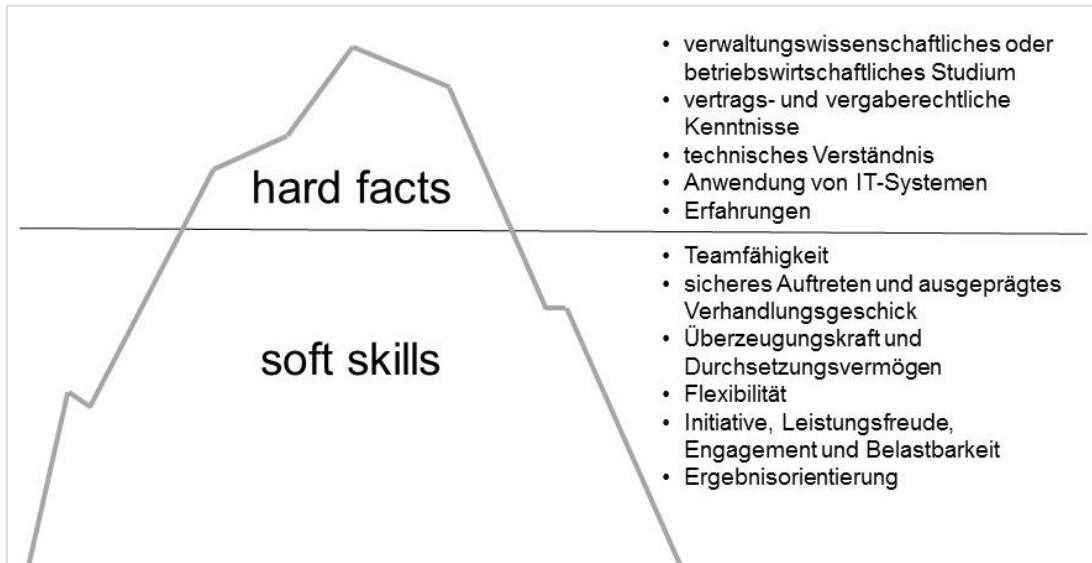 hard facts
• verwaltungswissenschaftliches oder
betriebswirtschaftliches Studium
• vertrags- und vergaberechtliche
Kenntnisse
• technisches Verständnis
• Anwendung von IT-Systemen
• Erfahrungen
soft skills
• Teamfähigkeit
• sicheres Auftreten und ausgeprägtes
Verhandlungsgeschick
• Überzeugungskraft und
Durchsetzungsvermögen
• Flexibilität
• Initiative, Leistungsfreude,
Engagement und Belastbarkeit
• Ergebnisorientierung